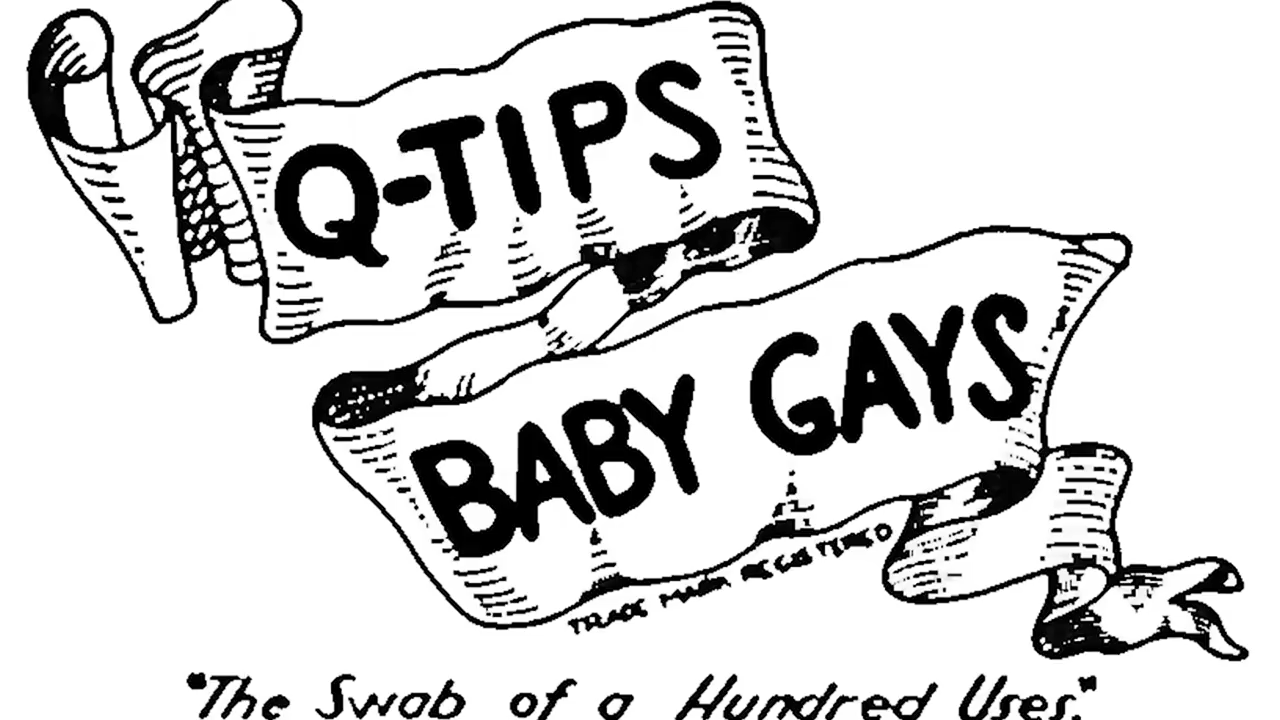 Q-TIPS
BABY GAYS
TRADE MARK REGISTERED
"The Swab of a Hundred Uses."